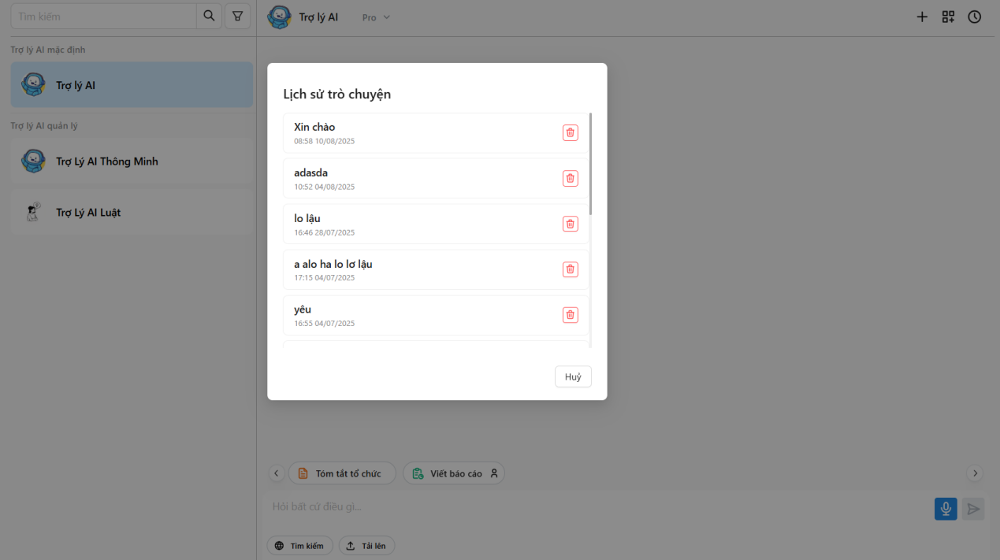 Tìm kiếm
Trợ lý AI
Pro
Trợ lý AI mặc định
Trợ lý AI
Trợ lý AI quản lý
Trợ Lý AI Thông Minh
Trợ Lý AI Luật
Lịch sử trò chuyện
Xin chào
08:58 10/08/2025
adasda
10:52 04/08/2025
lo lậu
16:46 28/07/2025
a alo ha lo lơ lậu
17:15 04/07/2025
yêu
16:55 04/07/2025
Huỷ
Tóm tắt tổ chức
Viết báo cáo
Hỏi bất cứ điều gì...
Tìm kiếm
Tải lên